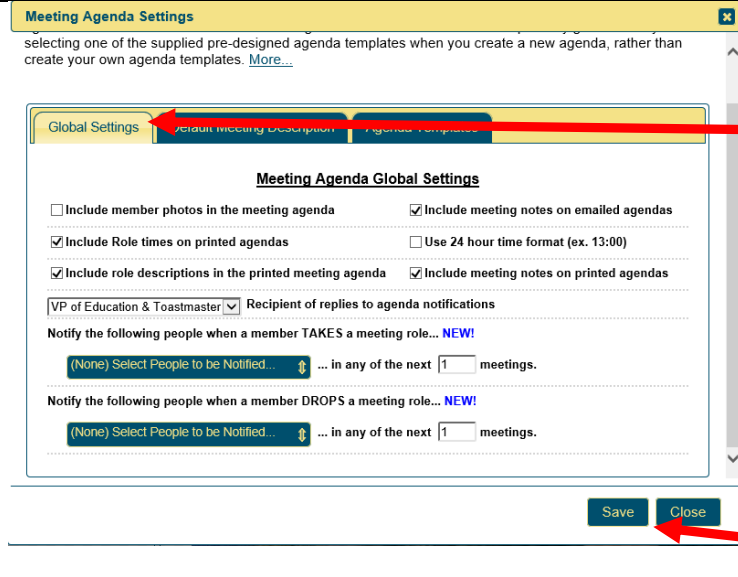 Meeting Agenda Settings
selecting one of the supplied pre-designed agenda templates when you create a new agenda, rather than
create your own agenda templates. More...
Global Settings Default Meeting Description Agenda Templates
Meeting Agenda Global Settings
Include member photos in the meeting agenda Include meeting notes on emailed agendas
Include Role times on printed agendas Use 24 hour time format (ex. 13:00)
Include role descriptions in the printed meeting agenda Include meeting notes on printed agendas
VP of Education & Toastmaster Recipient of replies to agenda notifications
Notify the following people when a member TAKES a meeting role... NEW!
(None) Select People to be Notified... ... in any of the next 1 meetings.
Notify the following people when a member DROPS a meeting role... NEW!
(None) Select People to be Notified... ... in any of the next 1 meetings.
Save Close